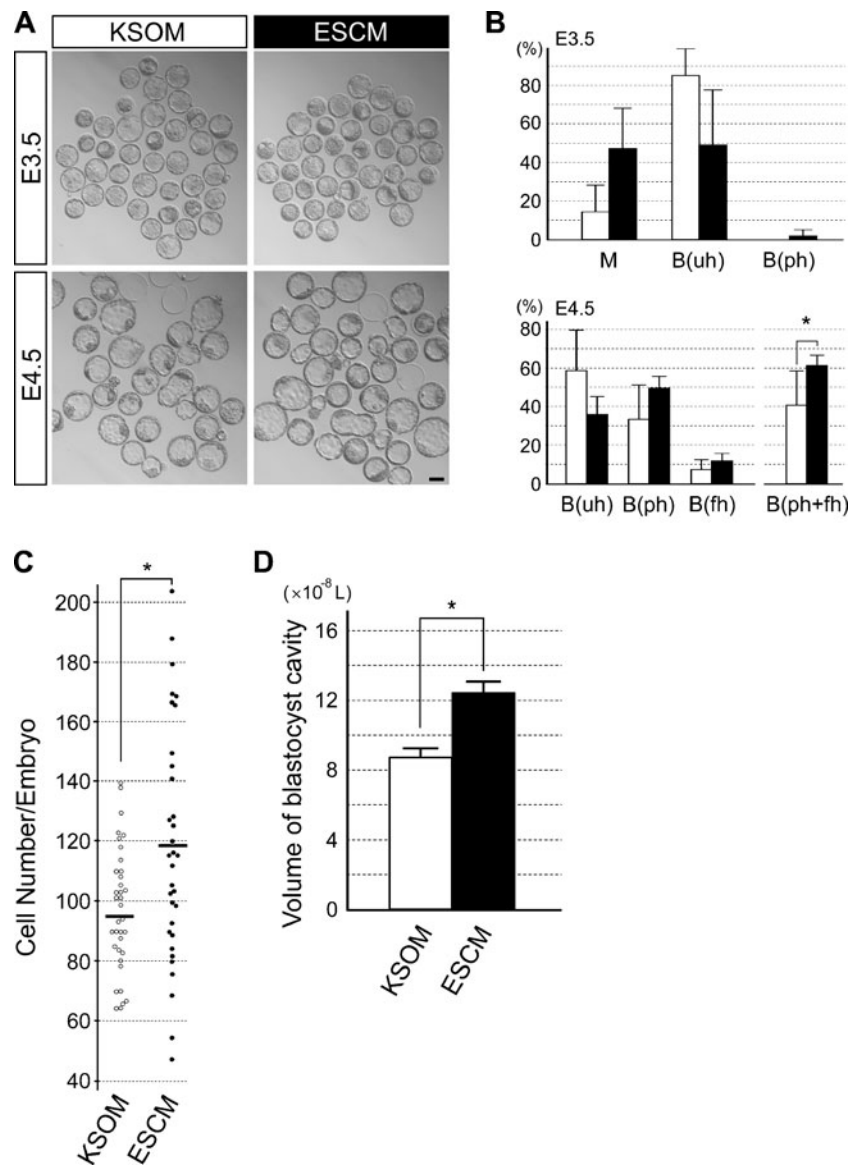 A
KSOM
ESCM
E3.5
E4.5
B
(%)
E3.5
80
60
40
20
0
M
B(uh)
B(ph)
(%)
E4.5
*
80
60
40
20
0
B(uh)
B(ph)
B(fh)
B(ph+fh)
C
*
Cell Number/Embryo
200
180
160
140
120
100
80
60
40
KSOM
ESCM
D
(×10⁻⁸ L)
*
Volume of blastocyst cavity
16
12
8
4
0
KSOM
ESCM